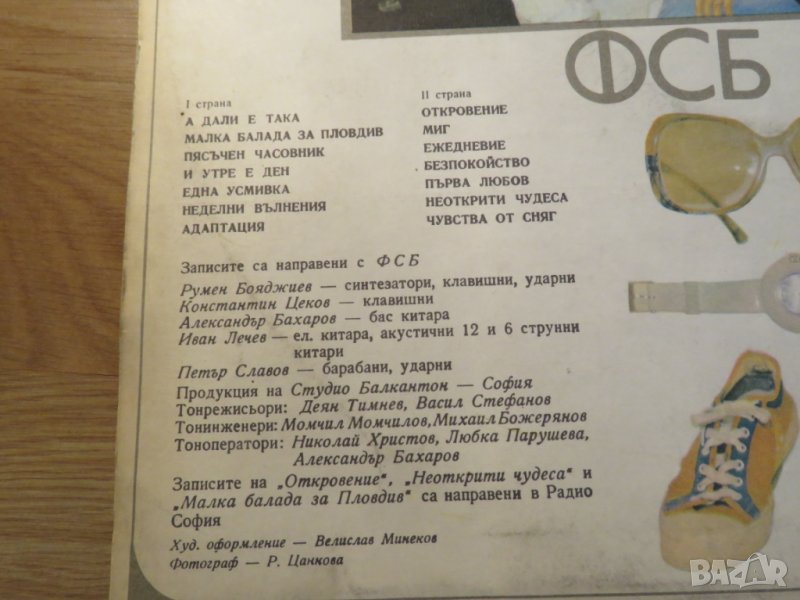 ФСБ
I страна
А ДАЛИ Е ТАКА
МАЛКА БАЛАДА ЗА ПЛОВДИВ
ПЯСЪЧЕН ЧАСОВНИК
И УТРЕ Е ДЕН
ЕДНА УСМИВКА
НЕДЕЛНИ ВЪЛНЕНИЯ
АДАПТАЦИЯ
II страна
ОТКРОВЕНИЕ
МИГ
ЕЖЕДНЕВИЕ
БЕЗПОКОЙСТВО
ПЪРВА ЛЮБОВ
НЕОТКРИТИ ЧУДЕСА
ЧУВСТВА ОТ СНЯГ
Записите са направени с ФСБ
Румен Бояджиев — синтезатори, клавишни, ударни
Константин Цеков — клавишни
Александър Бахаров — бас китара
Иван Лечев — ел. китара, акустични 12 и 6 струнни
китари
Петър Славов — барабани, ударни
Продукция на Студио Балкантон — София
Тонрежисьори: Деян Тимнев, Васил Стефанов
Тонинженери: Момчил Момчилов, Михаил Божерянов
Тоноператори: Николай Христов, Любка Парушева,
Александър Бахаров
Записите на „Откровение“, „Неоткрити чудеса“ и
„Малка балада за Пловдив“ са направени в Радио
София
Худ. оформление — Велислав Минеков
Фотограф — Р. Цанкова
BAZAR